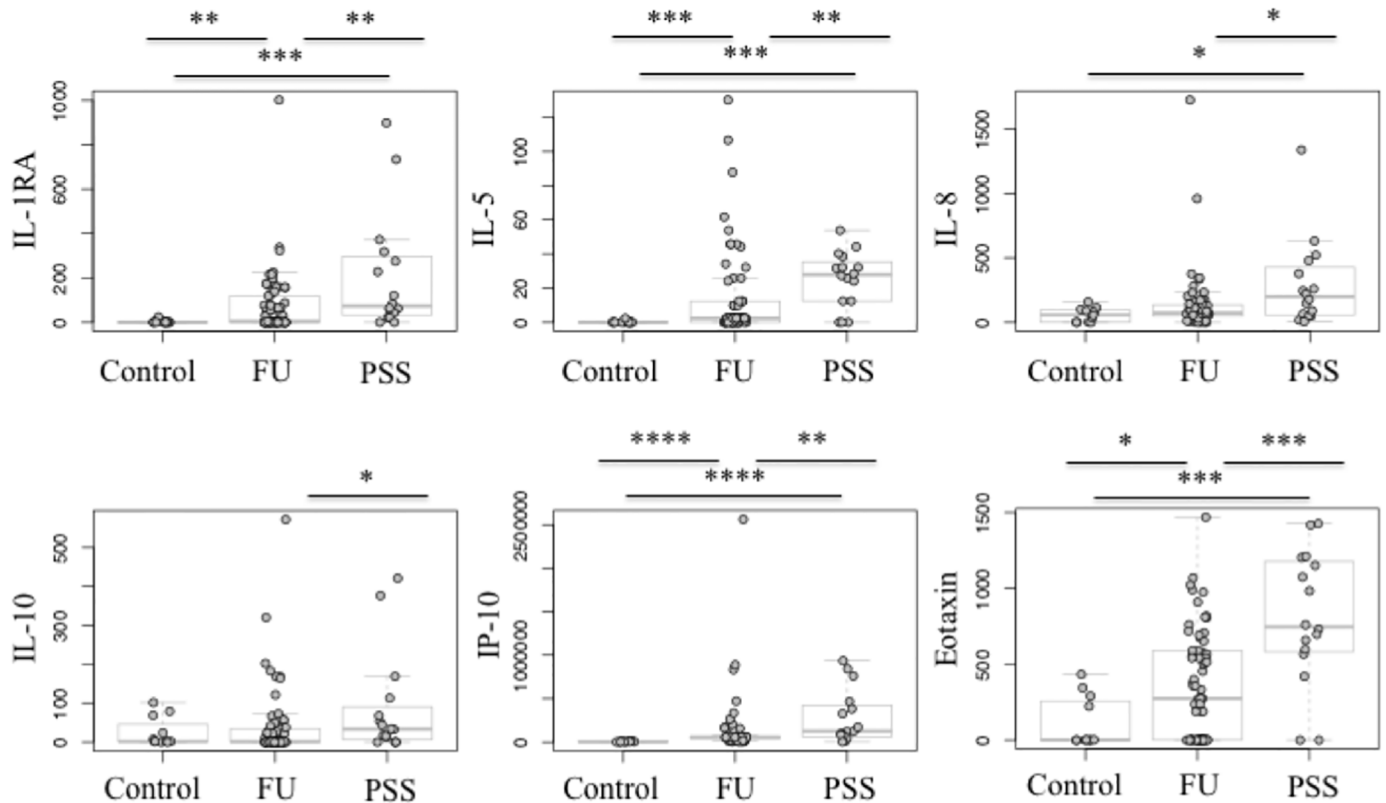 ** **
***
IL-1RA
1000
600
200
0
Control FU PSS
*** **
***
IL-5
100
60
20
0
Control FU PSS
*
*
IL-8
1500
1000
500
0
Control FU PSS
*
IL-10
500
300
100
0
Control FU PSS
**** **
****
IP-10
2500000
1000000
0
Control FU PSS
* ***
***
Eotaxin
1500
1000
500
0
Control FU PSS